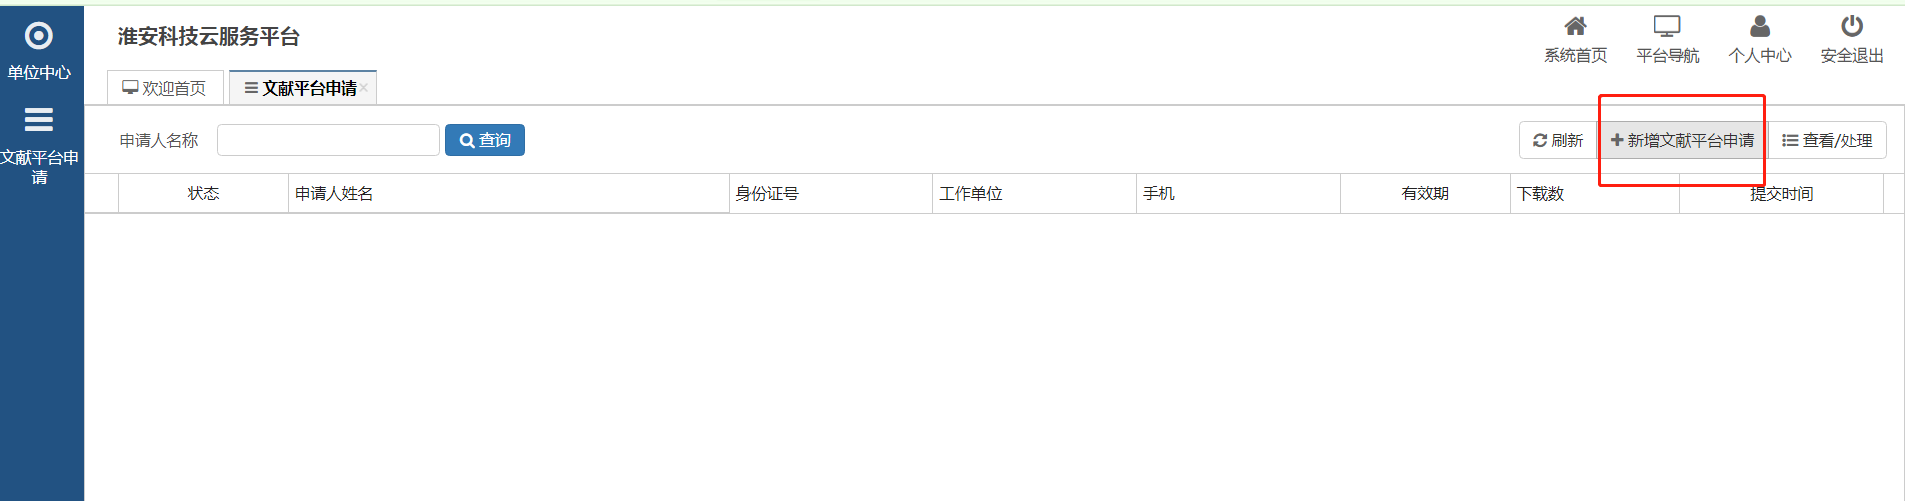 淮安科技云服务平台
系统首页 平台导航 个人中心 安全退出
单位中心
文献平台申
请
欢迎首页 文献平台申请×
申请人名称 查询 刷新 新增文献平台申请 查看/处理
状态 申请人姓名 身份证号 工作单位 手机 有效期 下载数 提交时间